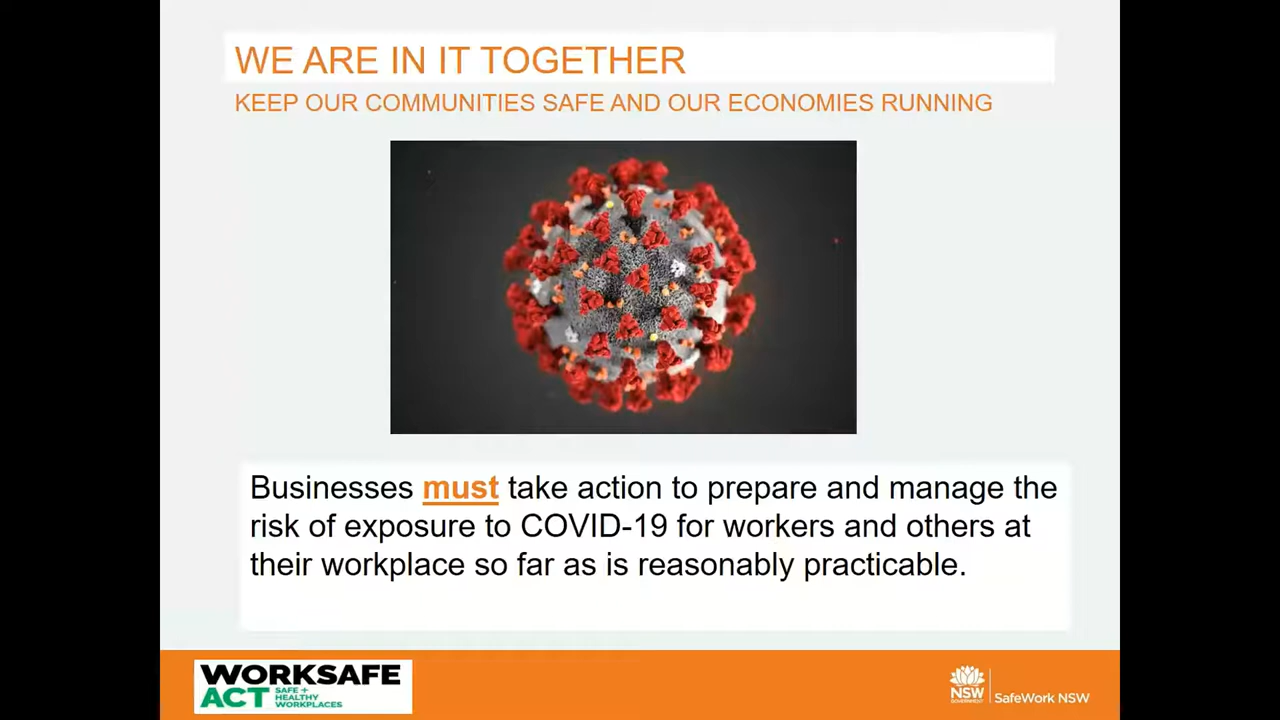 WE ARE IN IT TOGETHER
KEEP OUR COMMUNITIES SAFE AND OUR ECONOMIES RUNNING
Businesses must take action to prepare and manage the
risk of exposure to COVID-19 for workers and others at
their workplace so far as is reasonably practicable.
WORKSAFE
ACT
SAFE +
HEALTHY
WORKPLACES
NSW
GOVERNMENT
SafeWork NSW